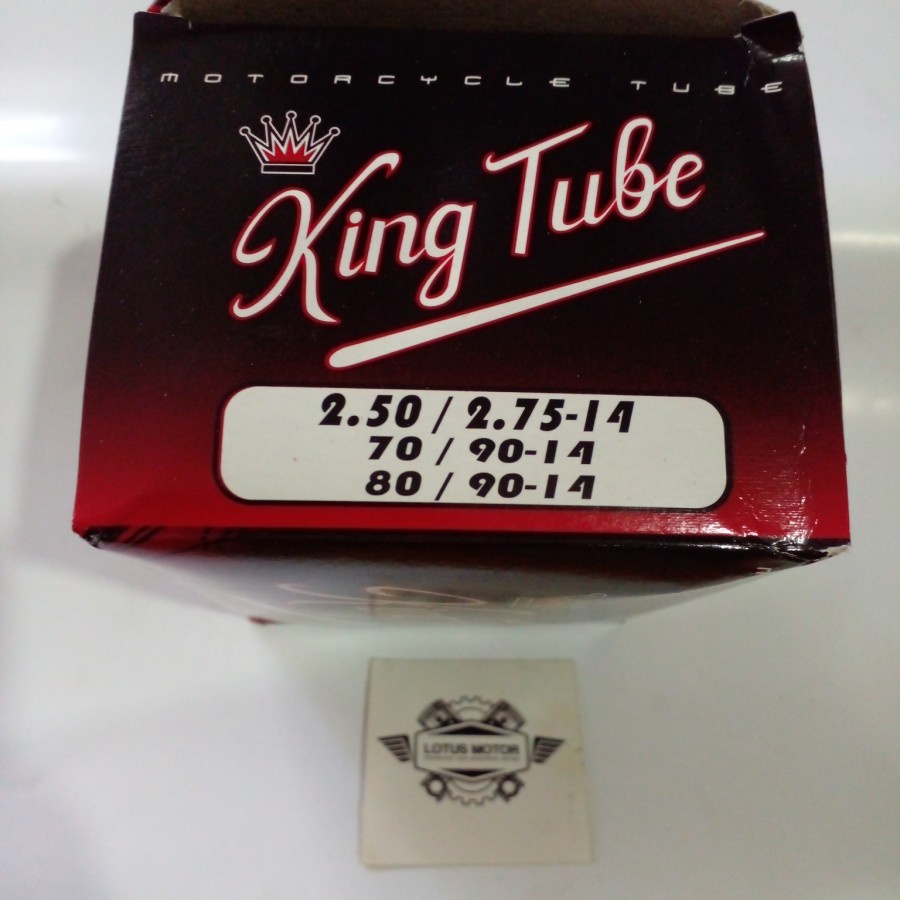 MOTORCYCLE TUBE
King Tube
2.50 / 2.75-14
70 / 90-14
80 / 90-14
LOTUS MOTOR